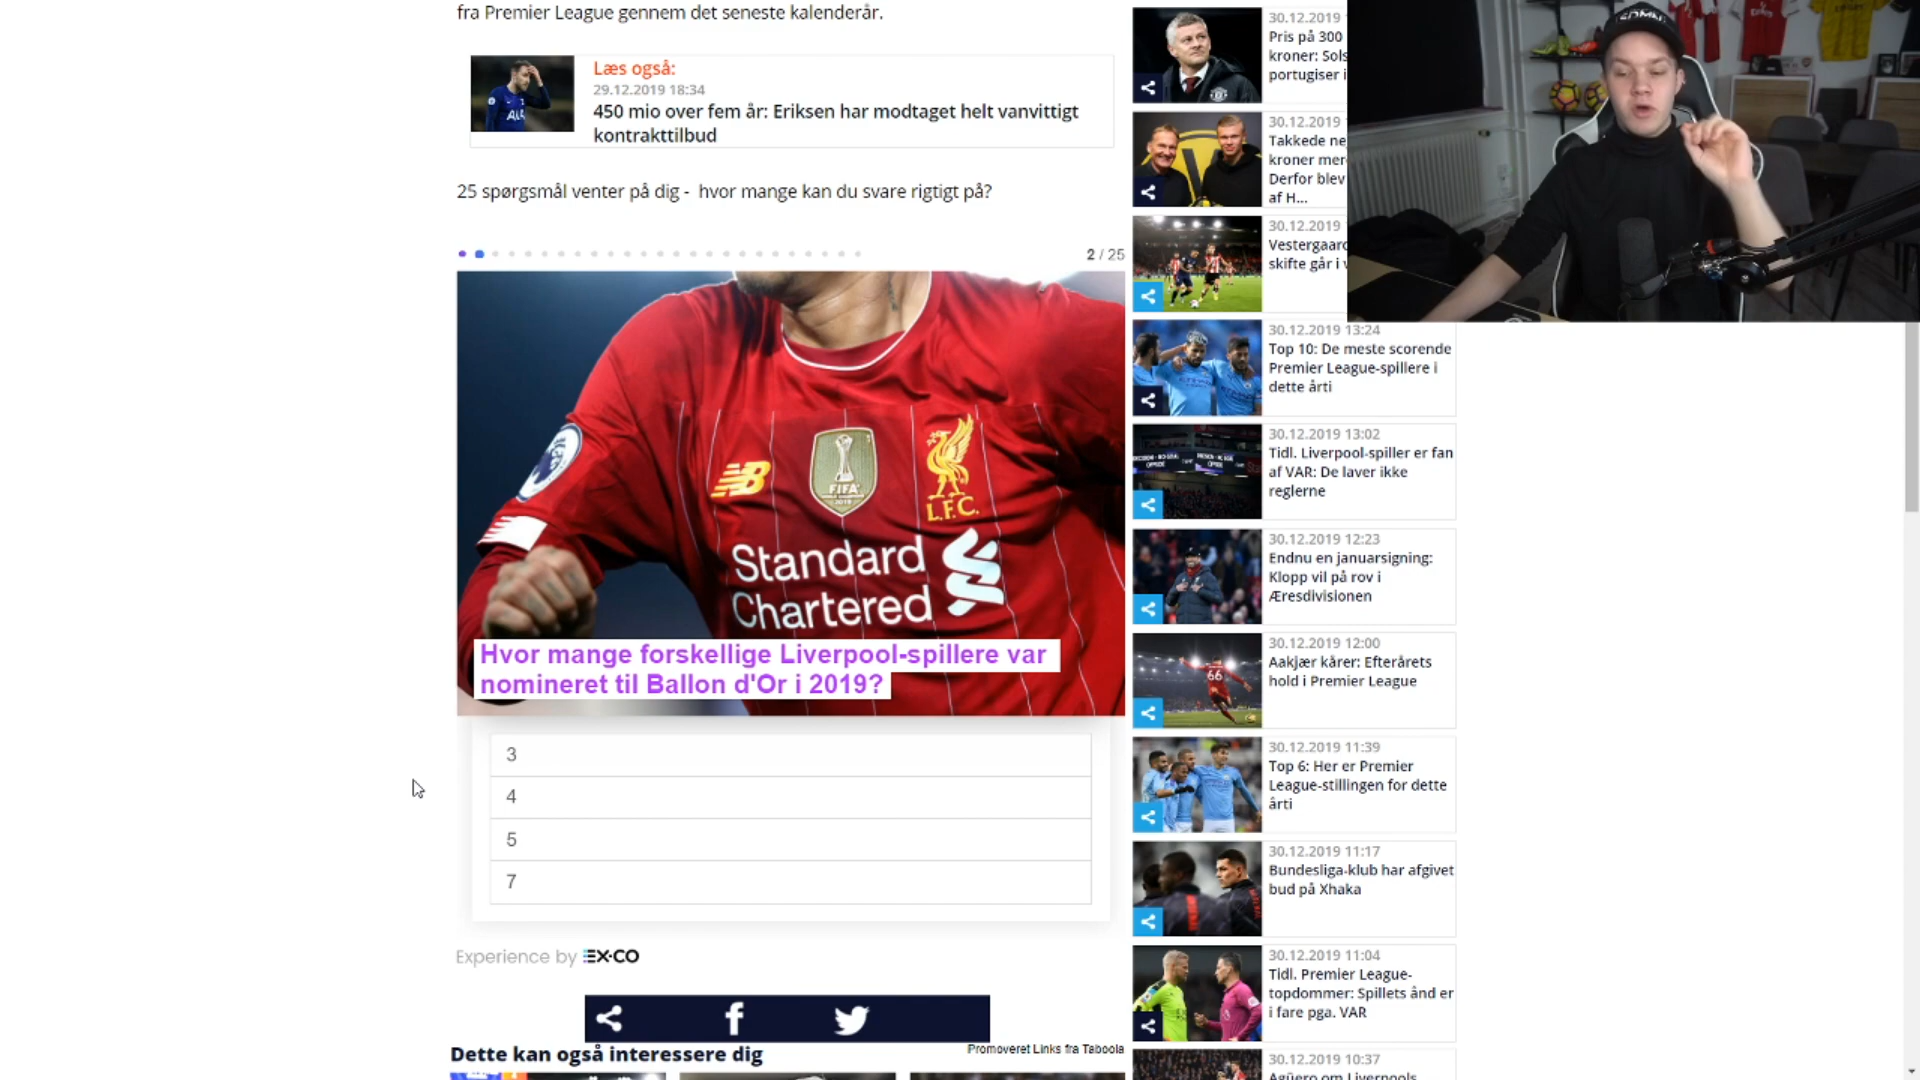 fra Premier League gennem det seneste kalenderår.
Læs også:
29.12.2019 18:34
450 mio over fem år: Eriksen har modtaget helt vanvittigt
kontrakttilbud
25 spørgsmål venter på dig - hvor mange kan du svare rigtigt på?
2 / 25
FIFA
L.F.C.
Standard
Chartered
Hvor mange forskellige Liverpool-spillere var
nomineret til Ballon d'Or i 2019?
3
4
5
7
Experience by EX·CO
Dette kan også interessere dig
Promoveret Links fra Taboola
30.12.2019
Pris på 300
kroner:
portugiser i
30.12.2019
Takkede
kroner
Derfor blev
af H...
30.12.2019
skifte går i
30.12.2019 13:24
Top 10: De meste scorende
Premier League-spillere i
dette årti
30.12.2019 13:02
Tidl. Liverpool-spiller er fan
af VAR: De laver ikke
reglerne
30.12.2019 12:23
Endnu en januarsigning:
Klopp vil på rov i
Æresdivisionen
30.12.2019 12:00
Aakjær kårer: Efterårets
hold i Premier League
66
30.12.2019 11:39
Top 6: Her er Premier
League-stillingen for dette
årti
30.12.2019 11:17
Bundesliga-klub har afgivet
bud på Xhaka
30.12.2019 11:04
Tidl. Premier League-
topdommer: Spillets ånd er
i fare pga. VAR
30.12.2019 10:37
Agüero om Liverpools